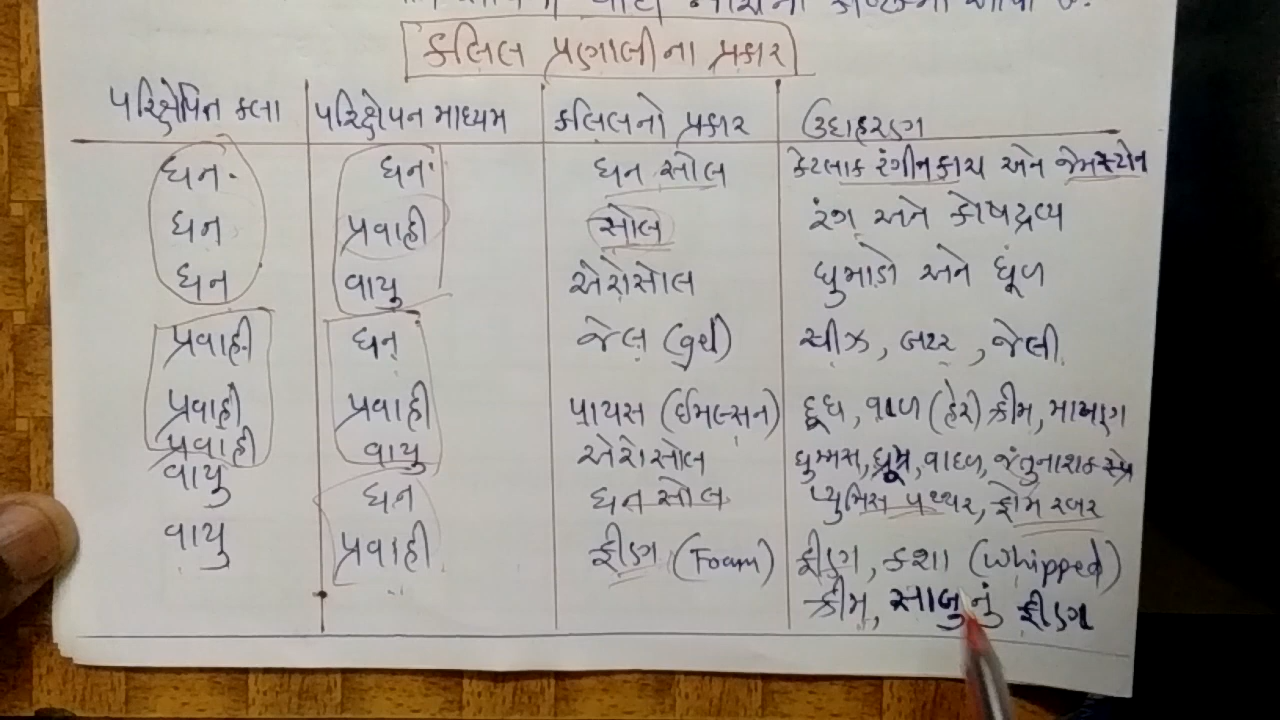 કલિલ પ્રણાલીના પ્રકાર
પરિક્ષેપિત કલા પરિક્ષેપન માધ્યમ કલિલનો પ્રકાર ઉદાહરણ
ઘન ઘન ઘન સોલ કેટલાક રંગીન કાચ અને જેમસ્ટોન
ઘન પ્રવાહી સોલ રંગ અને કોષદ્રવ્ય
ઘન વાયુ એરોસોલ ધુમાડો અને ધૂળ
પ્રવાહી ઘન જેલ (જેલી) ચીઝ, બટર, જેલી
પ્રવાહી પ્રવાહી પાયસ (ઈમલ્સન) દૂધ, વાળ (હેર) ક્રીમ, માખણ
પ્રવાહી વાયુ એરોસોલ ધુમ્મસ, ધ્રૂમ્ર, વાદળ, જંતુનાશક સ્પ્રે
વાયુ ઘન ઘન સોલ પ્યુમિસ પથ્થર, ફોમ રબર
વાયુ પ્રવાહી ફીણ (Foam) ફીણ, કશા (Whipped)
ક્રીમ, સાબુનું ફીણ